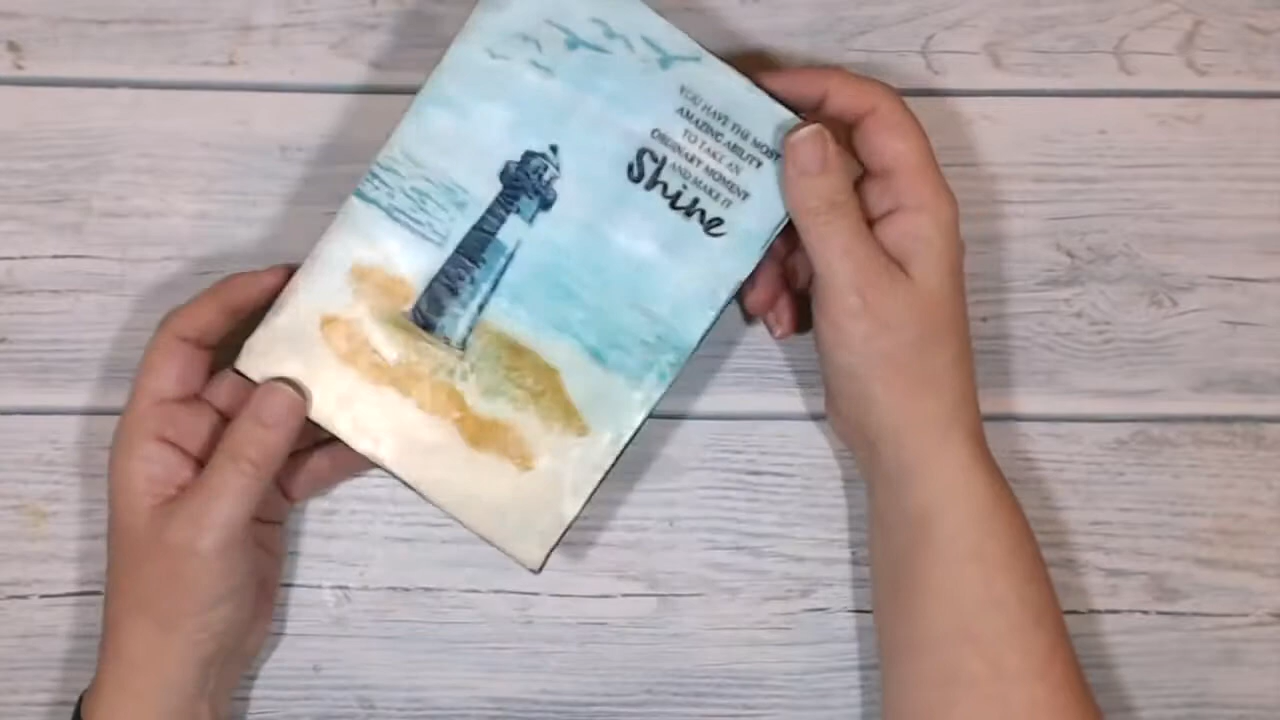 YOU HAVE THE MOST
AMAZING ABILITY
TO TAKE AN
ORDINARY MOMENT
AND MAKE IT
Shine